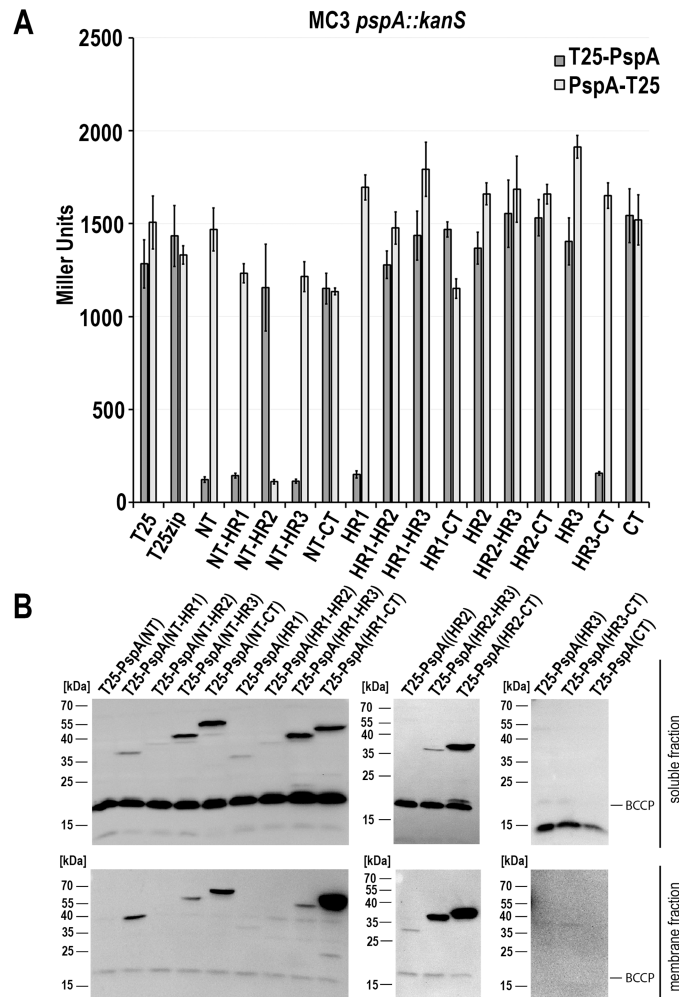 A
MC3 pspA::kanS
T25-PspA
PspA-T25
Miller Units
2500
2000
1500
1000
500
0
T25
T25zip
NT
NT-HR1
NT-HR2
NT-HR3
NT-CT
HR1
HR1-HR2
HR1-HR3
HR1-CT
HR2
HR2-HR3
HR2-CT
HR3
HR3-CT
CT
B
T25-PspA(NT)
T25-PspA(NT-HR1)
T25-PspA(NT-HR2)
T25-PspA(NT-HR3)
T25-PspA(NT-CT)
T25-PspA(HR1)
T25-PspA(HR1-HR2)
T25-PspA(HR1-HR3)
T25-PspA(HR1-CT)
T25-PspA((HR2)
T25-PspA(HR2-HR3)
T25-PspA(HR2-CT)
T25-PspA(HR3)
T25-PspA(HR3-CT)
T25-PspA(CT)
[kDa]
70
55
40
35
25
15
[kDa]
70
55
40
35
25
15
[kDa]
70
55
40
35
25
15
BCCP
soluble fraction
[kDa]
70
55
40
35
25
15
[kDa]
70
55
40
35
25
15
[kDa]
70
55
40
35
25
15
BCCP
membrane fraction